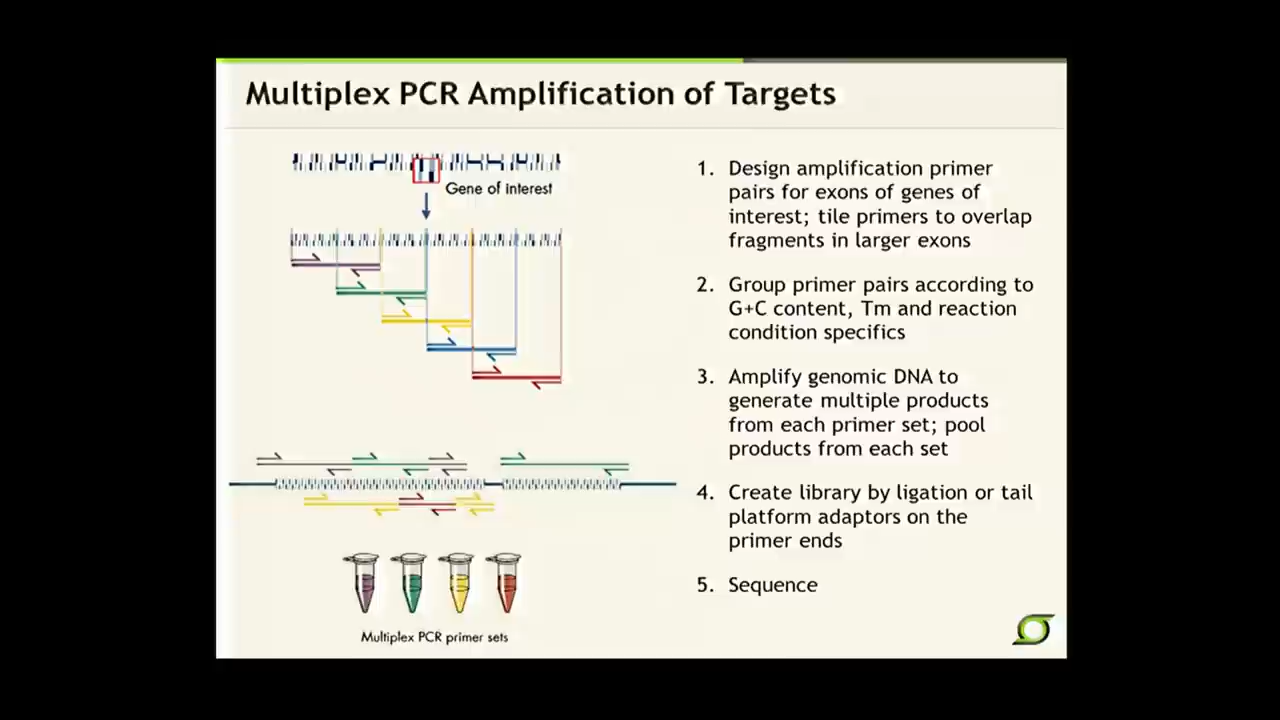 Multiplex PCR Amplification of Targets
Gene of interest
1. Design amplification primer
pairs for exons of genes of
interest; tile primers to overlap
fragments in larger exons
2. Group primer pairs according to
G+C content, Tm and reaction
condition specifics
3. Amplify genomic DNA to
generate multiple products
from each primer set; pool
products from each set
4. Create library by ligation or tail
platform adaptors on the
primer ends
5. Sequence
Multiplex PCR primer sets